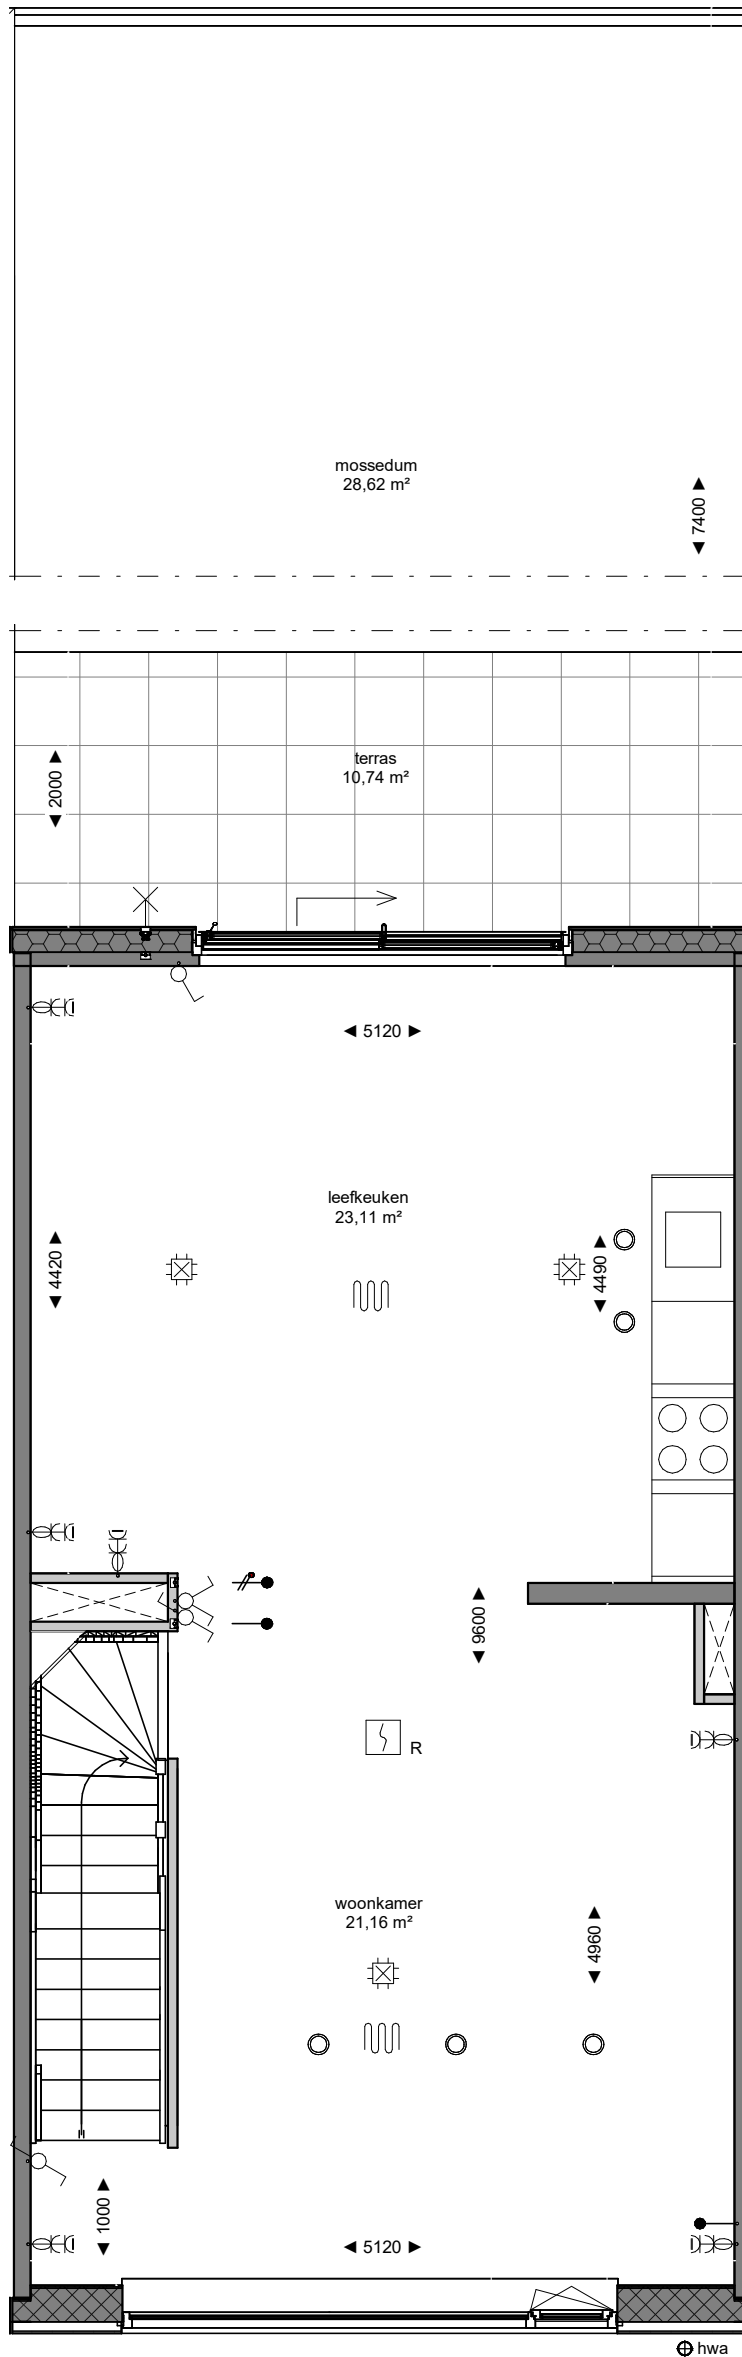 mossedum
28,62 m²
7400
terras
10,74 m²
2000
5120
leefkeuken
23,11 m²
4420
4490
9600
R
woonkamer
21,16 m²
4960
1000
5120
hwa